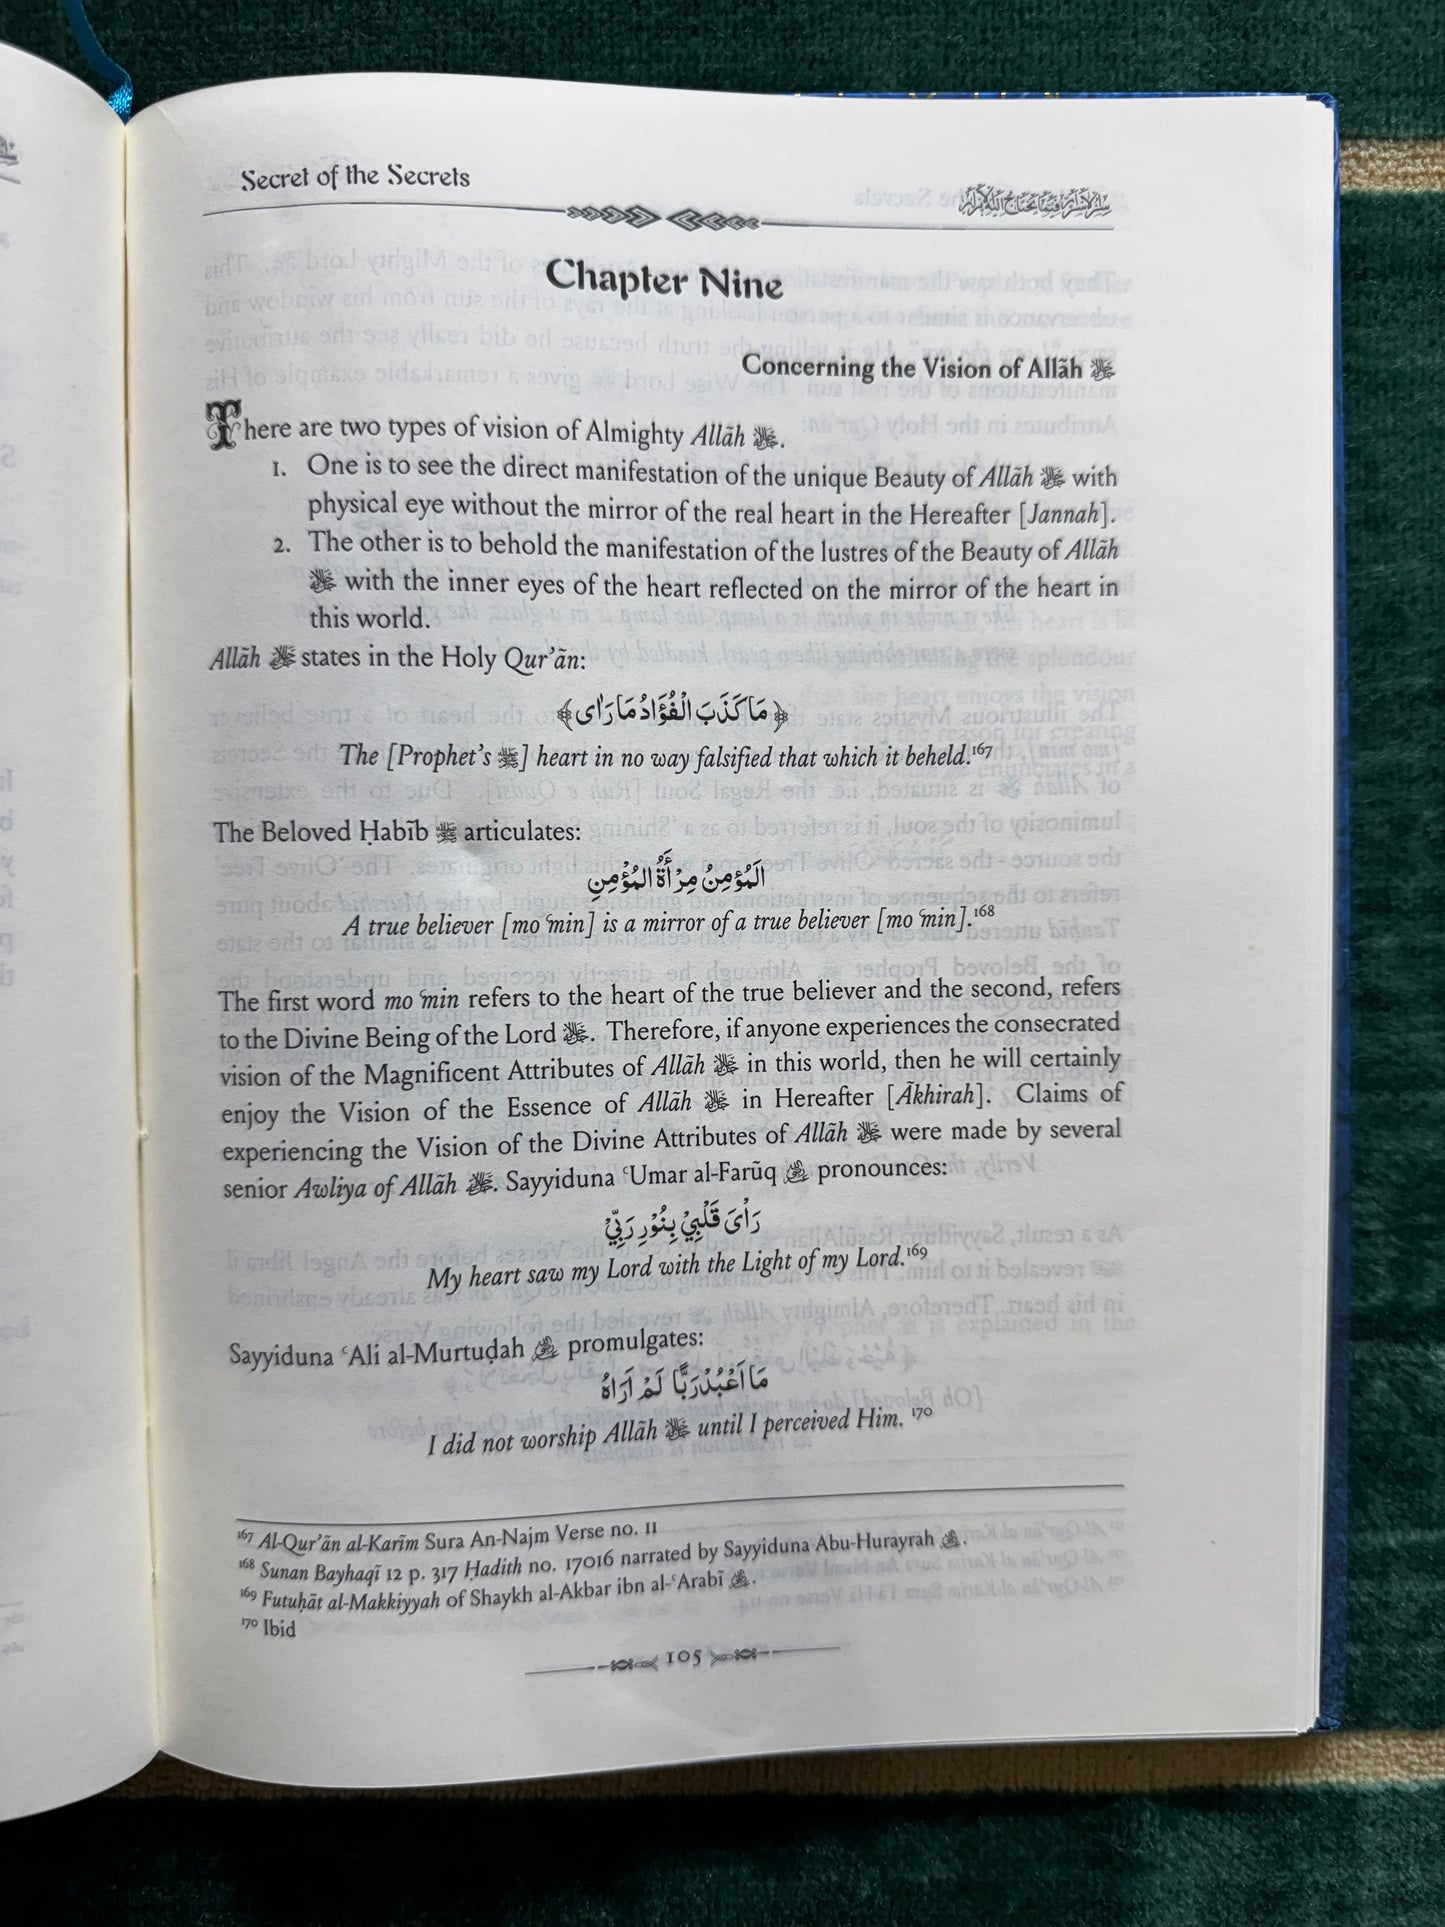 Secret of the Secrets
Chapter Nine
Concerning the Vision of Allāh ﷻ
There are two types of vision of Almighty Allāh ﷻ.
1. One is to see the direct manifestation of the unique Beauty of Allāh ﷻ with
physical eye without the mirror of the real heart in the Hereafter [Jannah].
2. The other is to behold the manifestation of the lustres of the Beauty of Allāh
ﷻ with the inner eyes of the heart reflected on the mirror of the heart in
this world.
Allāh ﷻ states in the Holy Qur’ān:
﴿مَا كَذَبَ الْفُؤَادُ مَا رَاٰى﴾
The [Prophet’s ﷺ] heart in no way falsified that which it beheld.¹⁶⁷
The Beloved Ḥabīb ﷺ articulates:
اَلمُؤمِنُ مِرْأَةُ المُؤْمِنِ
A true believer [mo ʿmin] is a mirror of a true believer [mo ʿmin].¹⁶⁸
The first word mo ʿmin refers to the heart of the true believer and the second, refers
to the Divine Being of the Lord ﷻ. Therefore, if anyone experiences the consecrated
vision of the Magnificent Attributes of Allāh ﷻ in this world, then he will certainly
enjoy the Vision of the Essence of Allāh ﷻ in Hereafter [Ākhirah]. Claims of
experiencing the Vision of the Divine Attributes of Allāh ﷻ were made by several
senior Awliya of Allāh ﷻ. Sayyiduna ʿUmar al-Farūq pronounces:
رَاْىَ قَلْبِيْ بِنُوْرِ رَبِّيْ
My heart saw my Lord with the Light of my Lord.¹⁶⁹
Sayyiduna ʿAli al-Murtuḍah promulgates:
مَا اَعْبُدْ رَبًّا لَمْ اَرَاهُ
I did not worship Allāh ﷻ until I perceived Him. ¹⁷⁰
¹⁶⁷ Al-Qur’ān al-Karīm Sura An-Najm Verse no. 11
¹⁶⁸ Sunan Bayhaqī 12 p. 317 Ḥadith no. 17016 narrated by Sayyiduna Abu-Hurayrah.
¹⁶⁹ Futuḥāt al-Makkiyyah of Shaykh al-Akbar ibn al-ʿArabī.
¹⁷⁰ Ibid
105